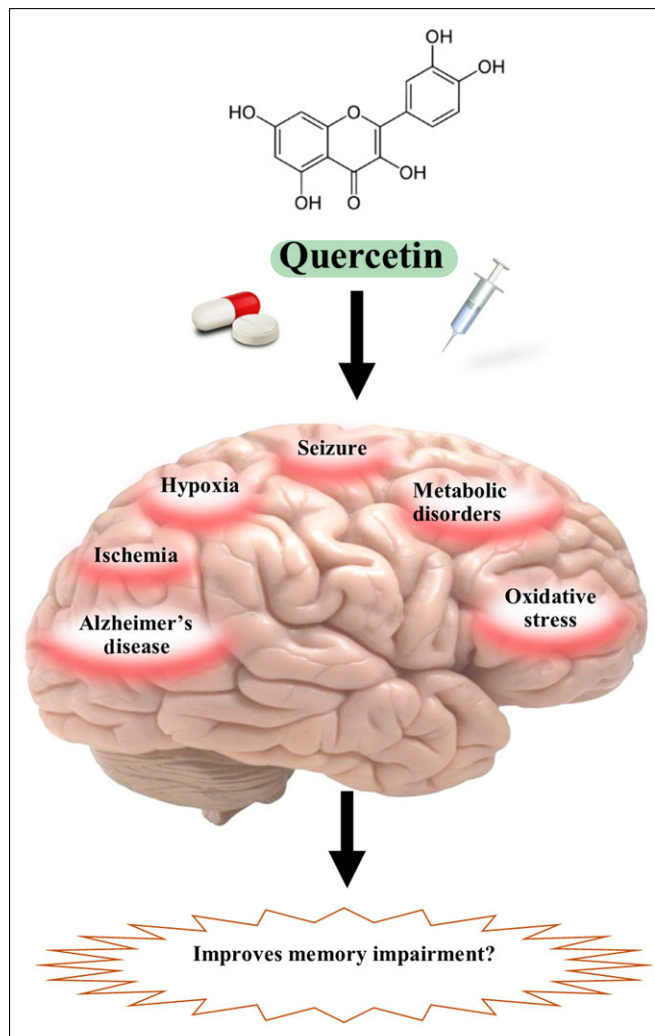 OH
OH
HO
O
OH
OH
O
Quercetin
Seizure
Hypoxia
Metabolic
disorders
Ischemia
Oxidative
stress
Alzheimer’s
disease
Improves memory impairment?